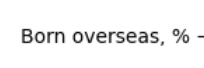 Born overseas, % -